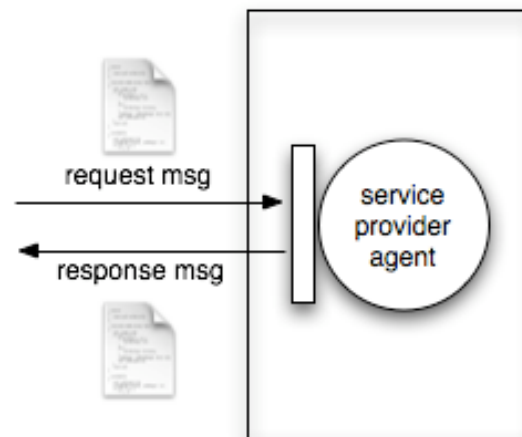 request msg
response msg
service
provider
agent